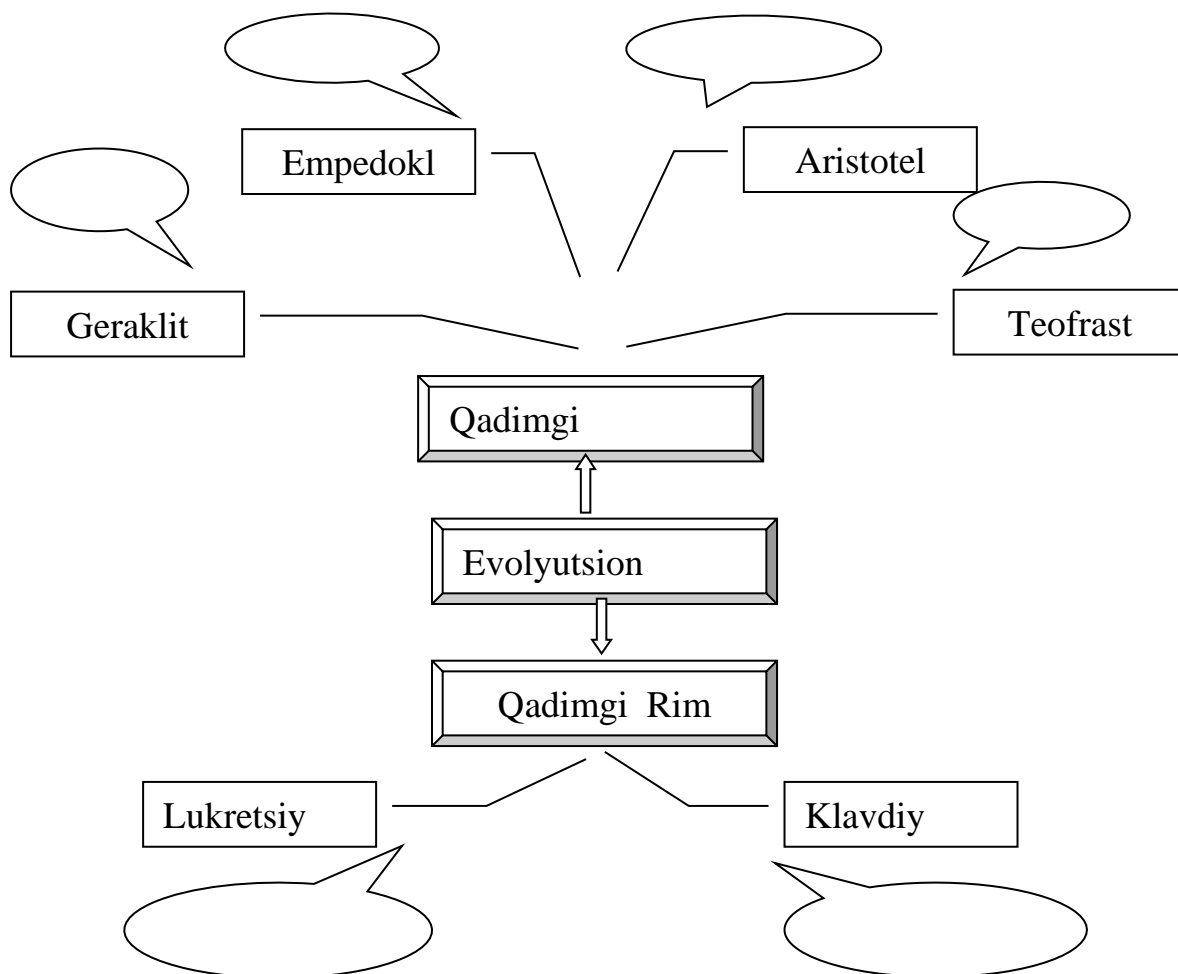 Empedokl
Aristotel
Geraklit
Teofrast
Qadimgi
Evolyutsion
Qadimgi Rim
Lukretsiy
Klavdiy